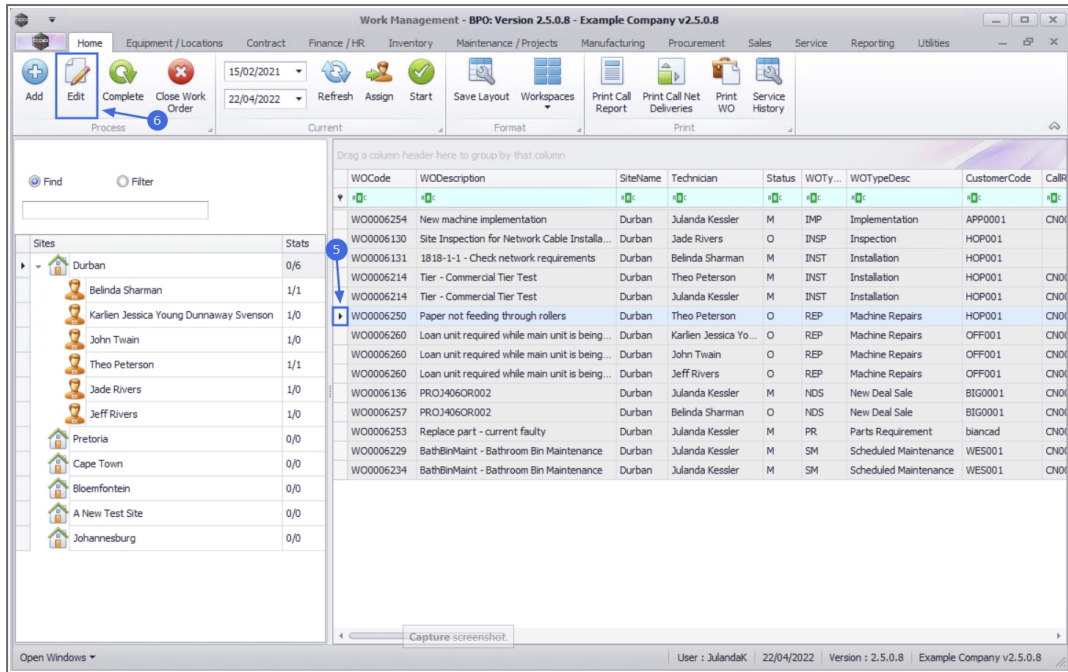 Work Management - BPO: Version 2.5.0.8 - Example Company v2.5.0.8
Home Equipment / Locations Contract Finance / HR Inventory Maintenance / Projects Manufacturing Procurement Sales Service Reporting Utilities
15/02/2021
22/04/2022
Add Edit Complete Close Work Order Refresh Assign Start Save Layout Workspaces Print Call Report Print Call Net Deliveries Print WO Service History
6
Process Current Format Print
Drag a column header here to group by that column
Find Filter
WOCode WODescription SiteName Technician Status WOTy... WOTypeDesc CustomerCode CallR
Sites Stats
5
Durban 0/6
Belinda Sharman 1/1
Karlien Jessica Young Dunnaway Svenson 1/0
John Twain 1/0
Theo Peterson 1/1
Jade Rivers 1/0
Jeff Rivers 1/0
Pretoria 0/0
Cape Town 0/0
Bloemfontein 0/0
A New Test Site 0/0
Johannesburg 0/0
WO0006254 New machine implementation Durban Julanda Kessler M IMP Implementation APP0001 CN00
WO0006130 Site Inspection for Network Cable Installa... Durban Jade Rivers O INSP Inspection HOP001
WO0006131 1818-1-1 - Check network requirements Durban Belinda Sharman M INST Installation HOP001
WO0006214 Tier - Commercial Tier Test Durban Theo Peterson M INST Installation HOP001 CN00
WO0006214 Tier - Commercial Tier Test Durban Julanda Kessler M INST Installation HOP001 CN00
WO0006250 Paper not feeding through rollers Durban Theo Peterson O REP Machine Repairs HOP001 CN00
WO0006260 Loan unit required while main unit is being... Durban Karlien Jessica Yo... O REP Machine Repairs OFF001 CN00
WO0006260 Loan unit required while main unit is being... Durban John Twain O REP Machine Repairs OFF001 CN00
WO0006260 Loan unit required while main unit is being... Durban Jeff Rivers O REP Machine Repairs OFF001 CN00
WO0006136 PROJ406OR002 Durban Julanda Kessler M NDS New Deal Sale BIG0001 CN00
WO0006257 PROJ406OR002 Durban Belinda Sharman O NDS New Deal Sale BIG0001 CN00
WO0006253 Replace part - current faulty Durban Julanda Kessler M PR Parts Requirement biancad CN00
WO0006229 BathBinMaint - Bathroom Bin Maintenance Durban Julanda Kessler M SM Scheduled Maintenance WES001 CN00
WO0006234 BathBinMaint - Bathroom Bin Maintenance Durban Julanda Kessler M SM Scheduled Maintenance WES001 CN00
Capture screenshot.
Open Windows User : JulandaK 22/04/2022 Version : 2.5.0.8 Example Company v2.5.0.8